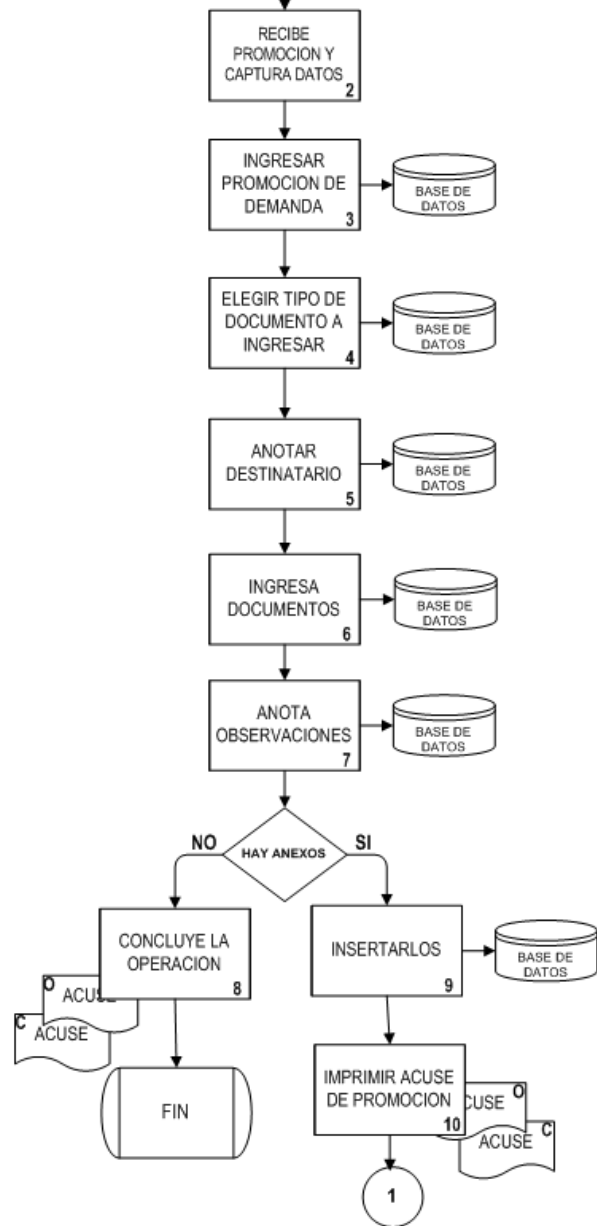 RECIBE
PROMOCION Y
CAPTURA DATOS
2
INGRESAR
PROMOCION DE
DEMANDA
3
BASE DE
DATOS
ELEGIR TIPO DE
DOCUMENTO A
INGRESAR
4
BASE DE
DATOS
ANOTAR
DESTINATARIO
5
BASE DE
DATOS
INGRESA
DOCUMENTOS
6
BASE DE
DATOS
ANOTA
OBSERVACIONES
7
BASE DE
DATOS
HAY ANEXOS
NO
SI
CONCLUYE LA
OPERACION
8
O
ACUSE
C
ACUSE
FIN
INSERTARLOS
9
BASE DE
DATOS
IMPRIMIR ACUSE
DE PROMOCION
10
CUSE
O
ACUSE
C
1